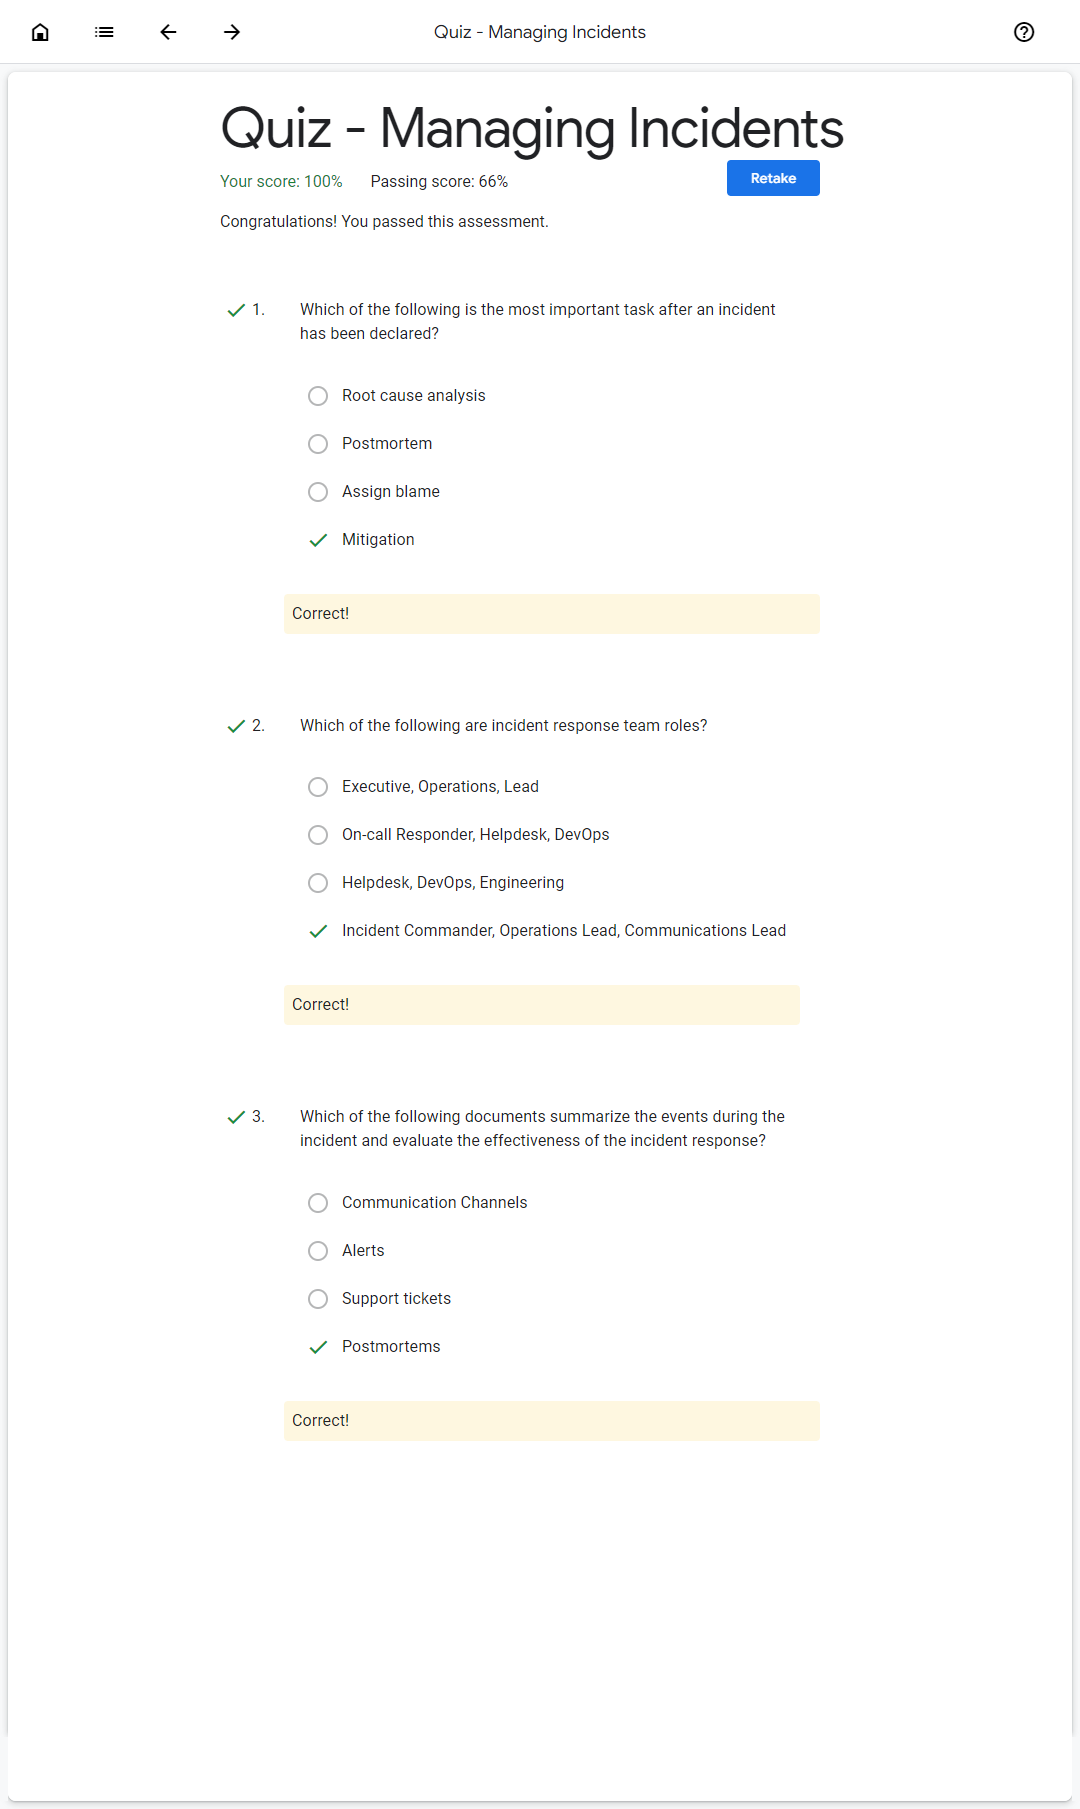 Quiz - Managing Incidents
Quiz - Managing Incidents
Your score: 100% Passing score: 66%
Retake
Congratulations! You passed this assessment.
1. Which of the following is the most important task after an incident
has been declared?
Root cause analysis
Postmortem
Assign blame
Mitigation
Correct!
2. Which of the following are incident response team roles?
Executive, Operations, Lead
On-call Responder, Helpdesk, DevOps
Helpdesk, DevOps, Engineering
Incident Commander, Operations Lead, Communications Lead
Correct!
3. Which of the following documents summarize the events during the
incident and evaluate the effectiveness of the incident response?
Communication Channels
Alerts
Support tickets
Postmortems
Correct!